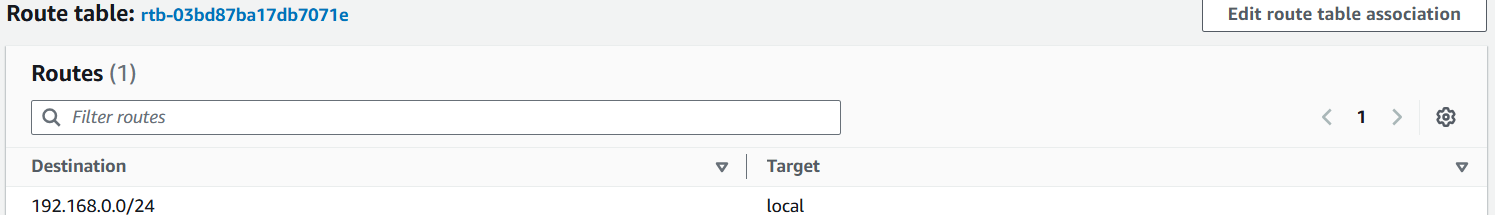 Route table: rtb-03bd87ba17db7071e
Edit route table association
Routes (1)
Filter routes
1
Destination Target
192.168.0.0/24 local